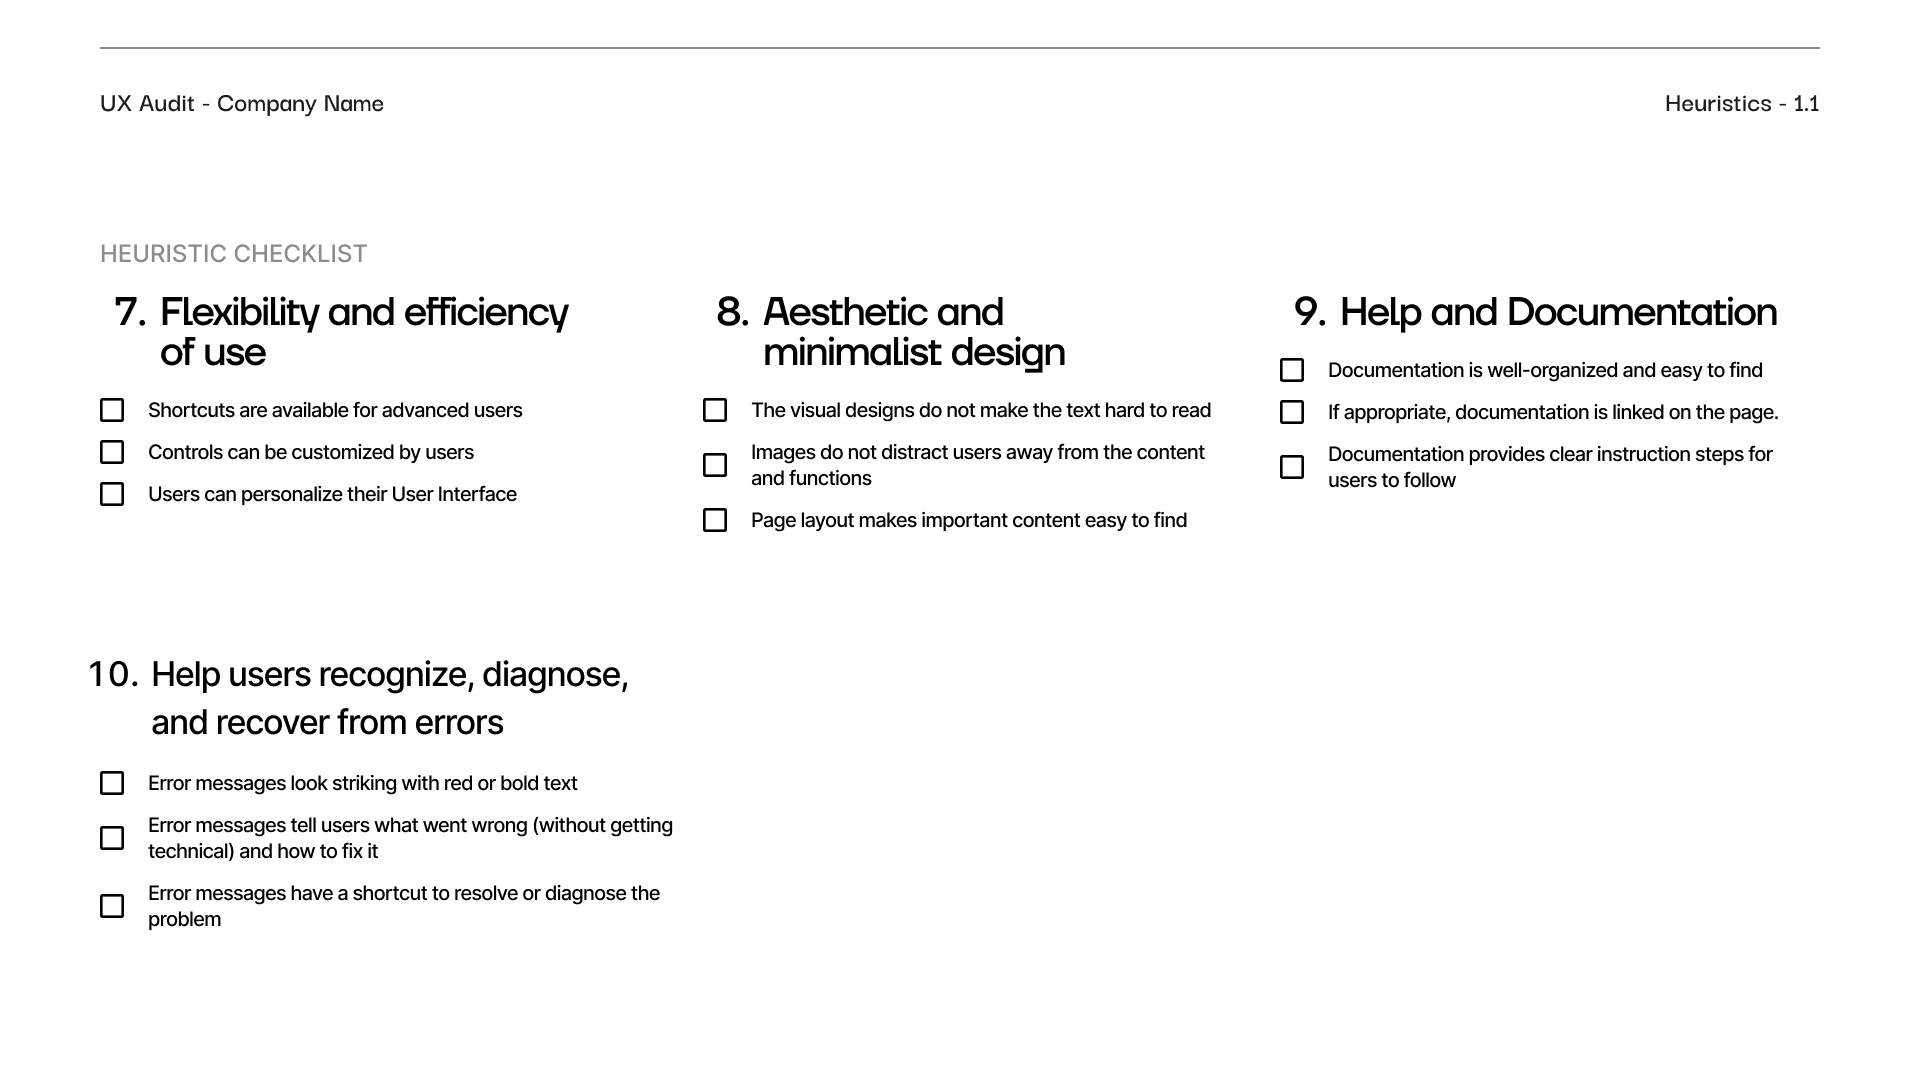 UX Audit - Company Name
Heuristics - 1.1
HEURISTIC CHECKLIST
7. Flexibility and efficiency
of use
Shortcuts are available for advanced users
Controls can be customized by users
Users can personalize their User Interface
8. Aesthetic and
minimalist design
The visual designs do not make the text hard to read
Images do not distract users away from the content
and functions
Page layout makes important content easy to find
9. Help and Documentation
Documentation is well-organized and easy to find
If appropriate, documentation is linked on the page.
Documentation provides clear instruction steps for
users to follow
10. Help users recognize, diagnose,
and recover from errors
Error messages look striking with red or bold text
Error messages tell users what went wrong (without getting
technical) and how to fix it
Error messages have a shortcut to resolve or diagnose the
problem